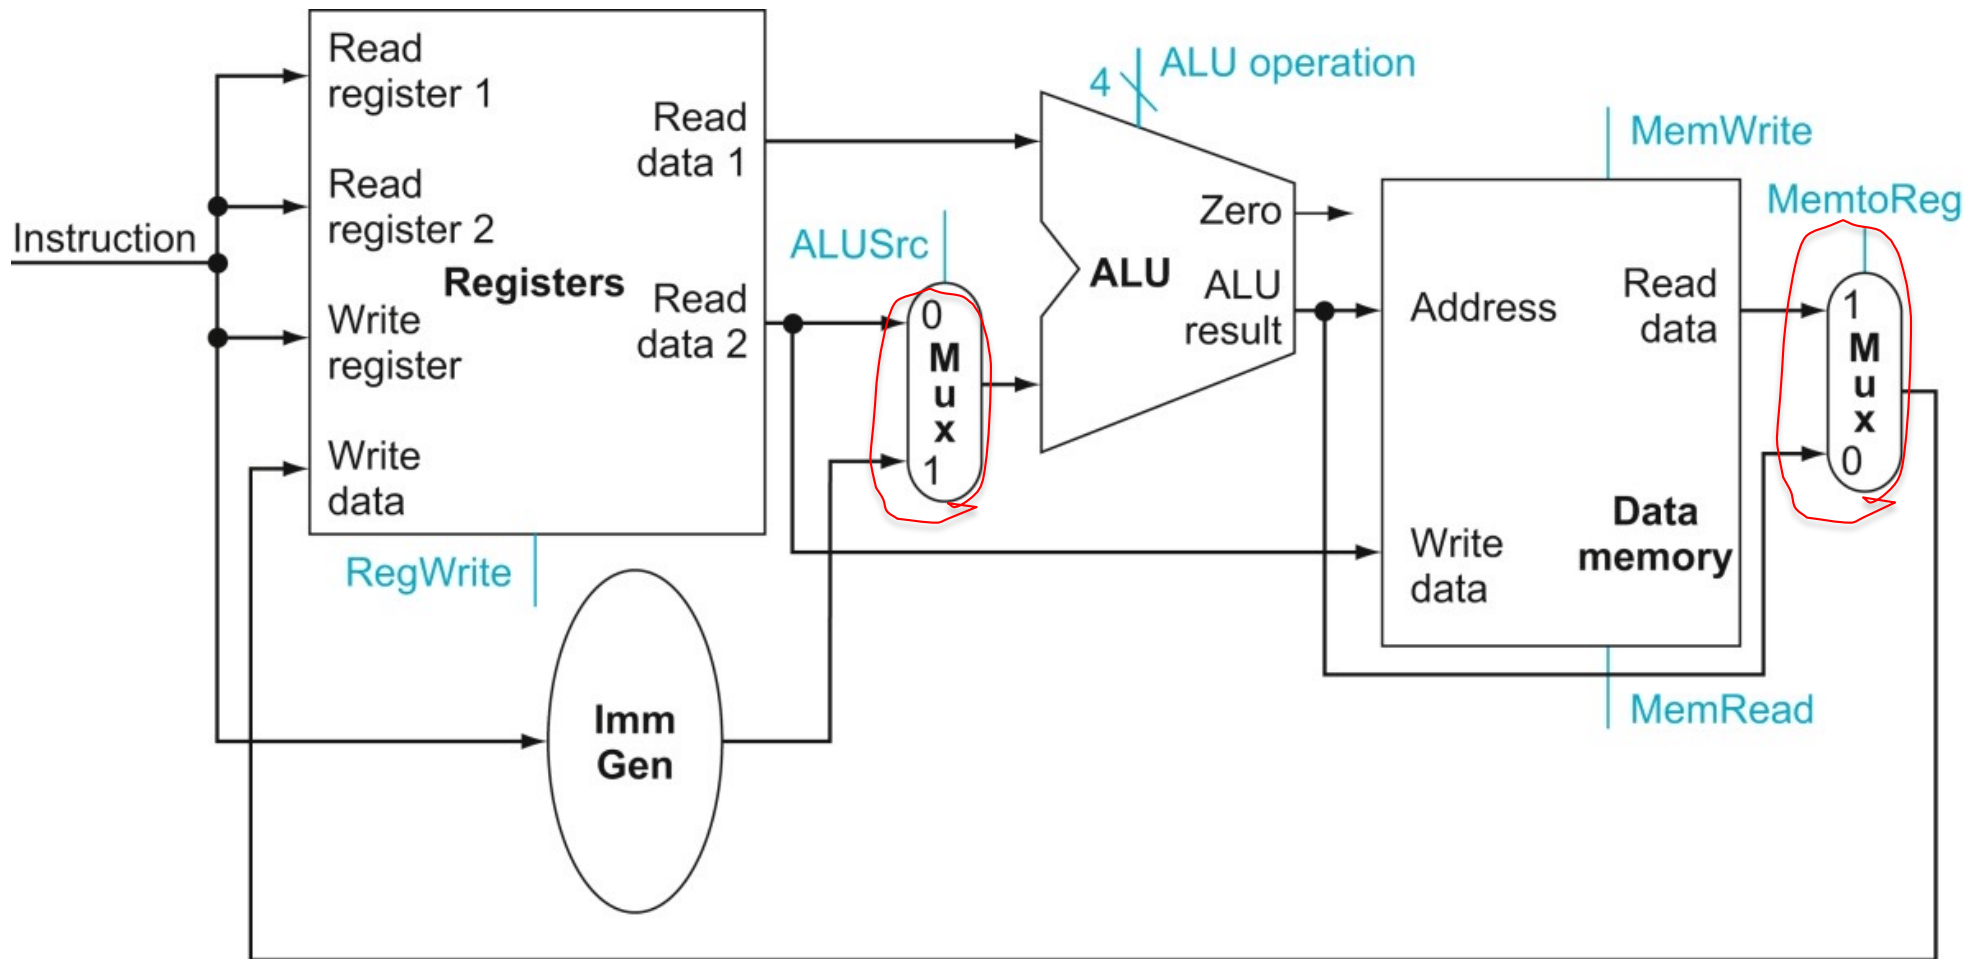 Instruction
Read
register 1
Read
register 2
Write
register
Write
data
Registers
Read
data 1
Read
data 2
RegWrite
Imm
Gen
ALUSrc
0
M
u
x
1
4
ALU operation
ALU
Zero
ALU
result
MemWrite
Address
Read
data
Write
data
Data
memory
MemRead
MemtoReg
1
M
u
x
0